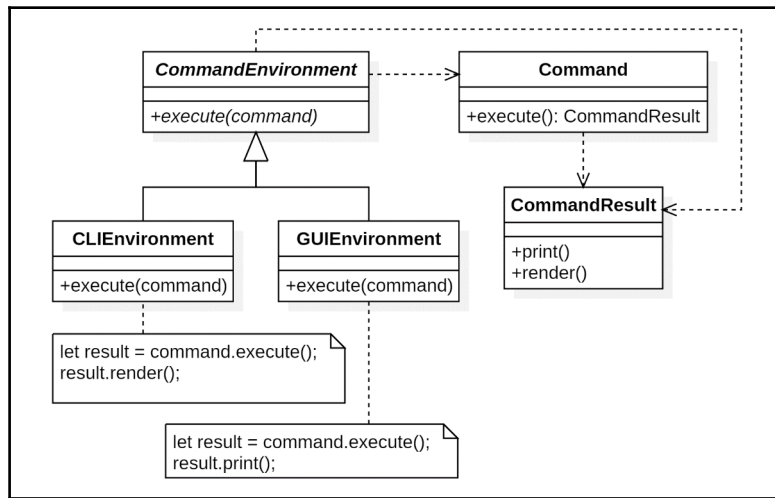 CommandEnvironment
+execute(command)
Command
+execute(): CommandResult
CommandResult
+print()
+render()
CLIEnvironment
+execute(command)
GUIEnvironment
+execute(command)
let result = command.execute();
result.render();
let result = command.execute();
result.print();